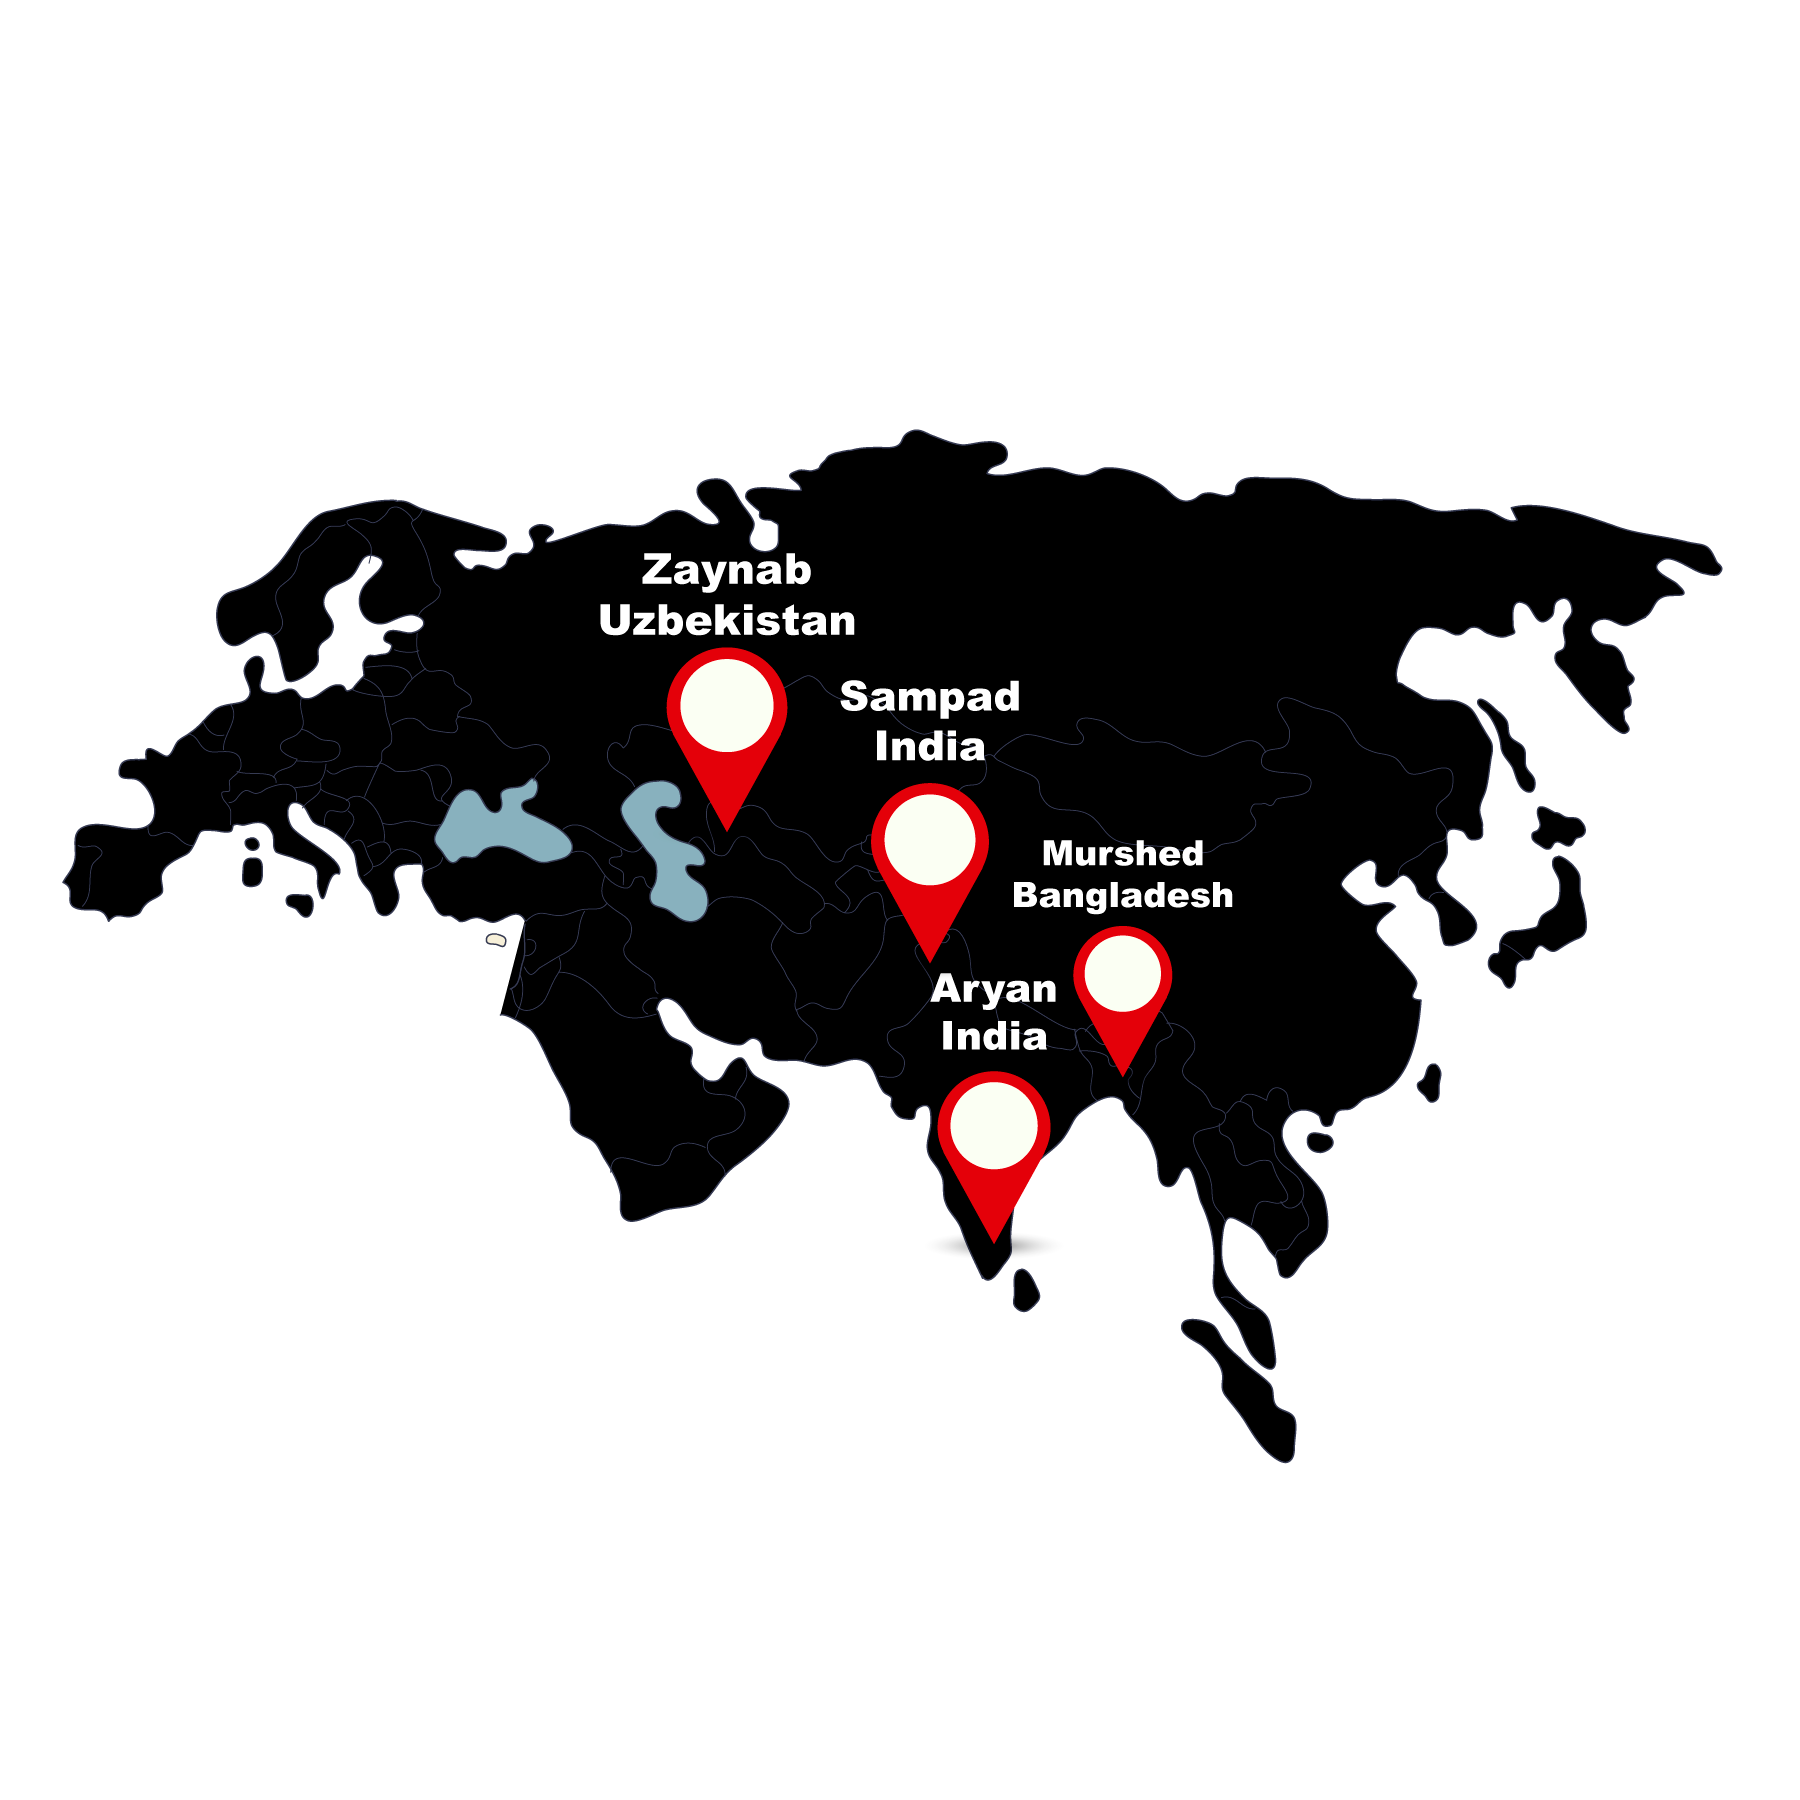 Zaynab
Uzbekistan
Sampad
India
Murshed
Bangladesh
Aryan
India